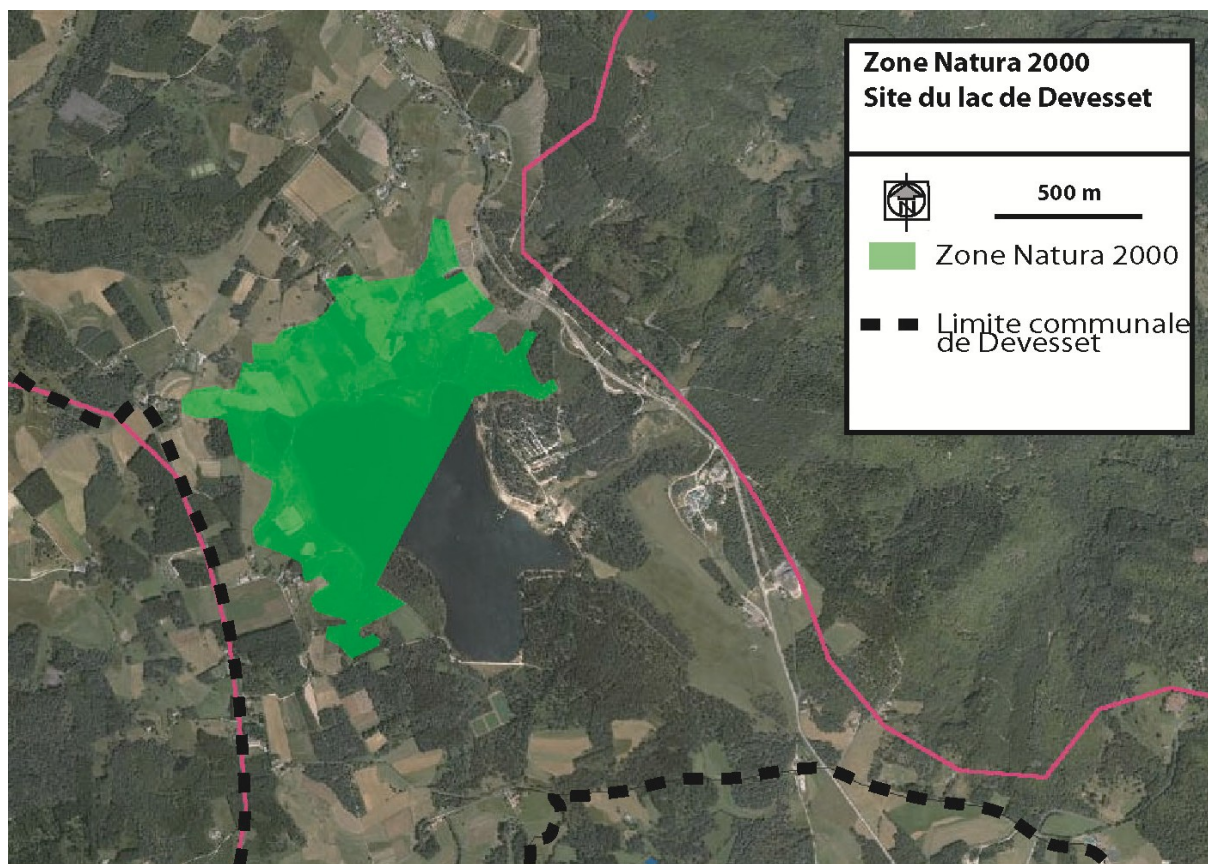 Zone Natura 2000
Site du lac de Devesset
N
500 m
Zone Natura 2000
Limite communale
de Devesset